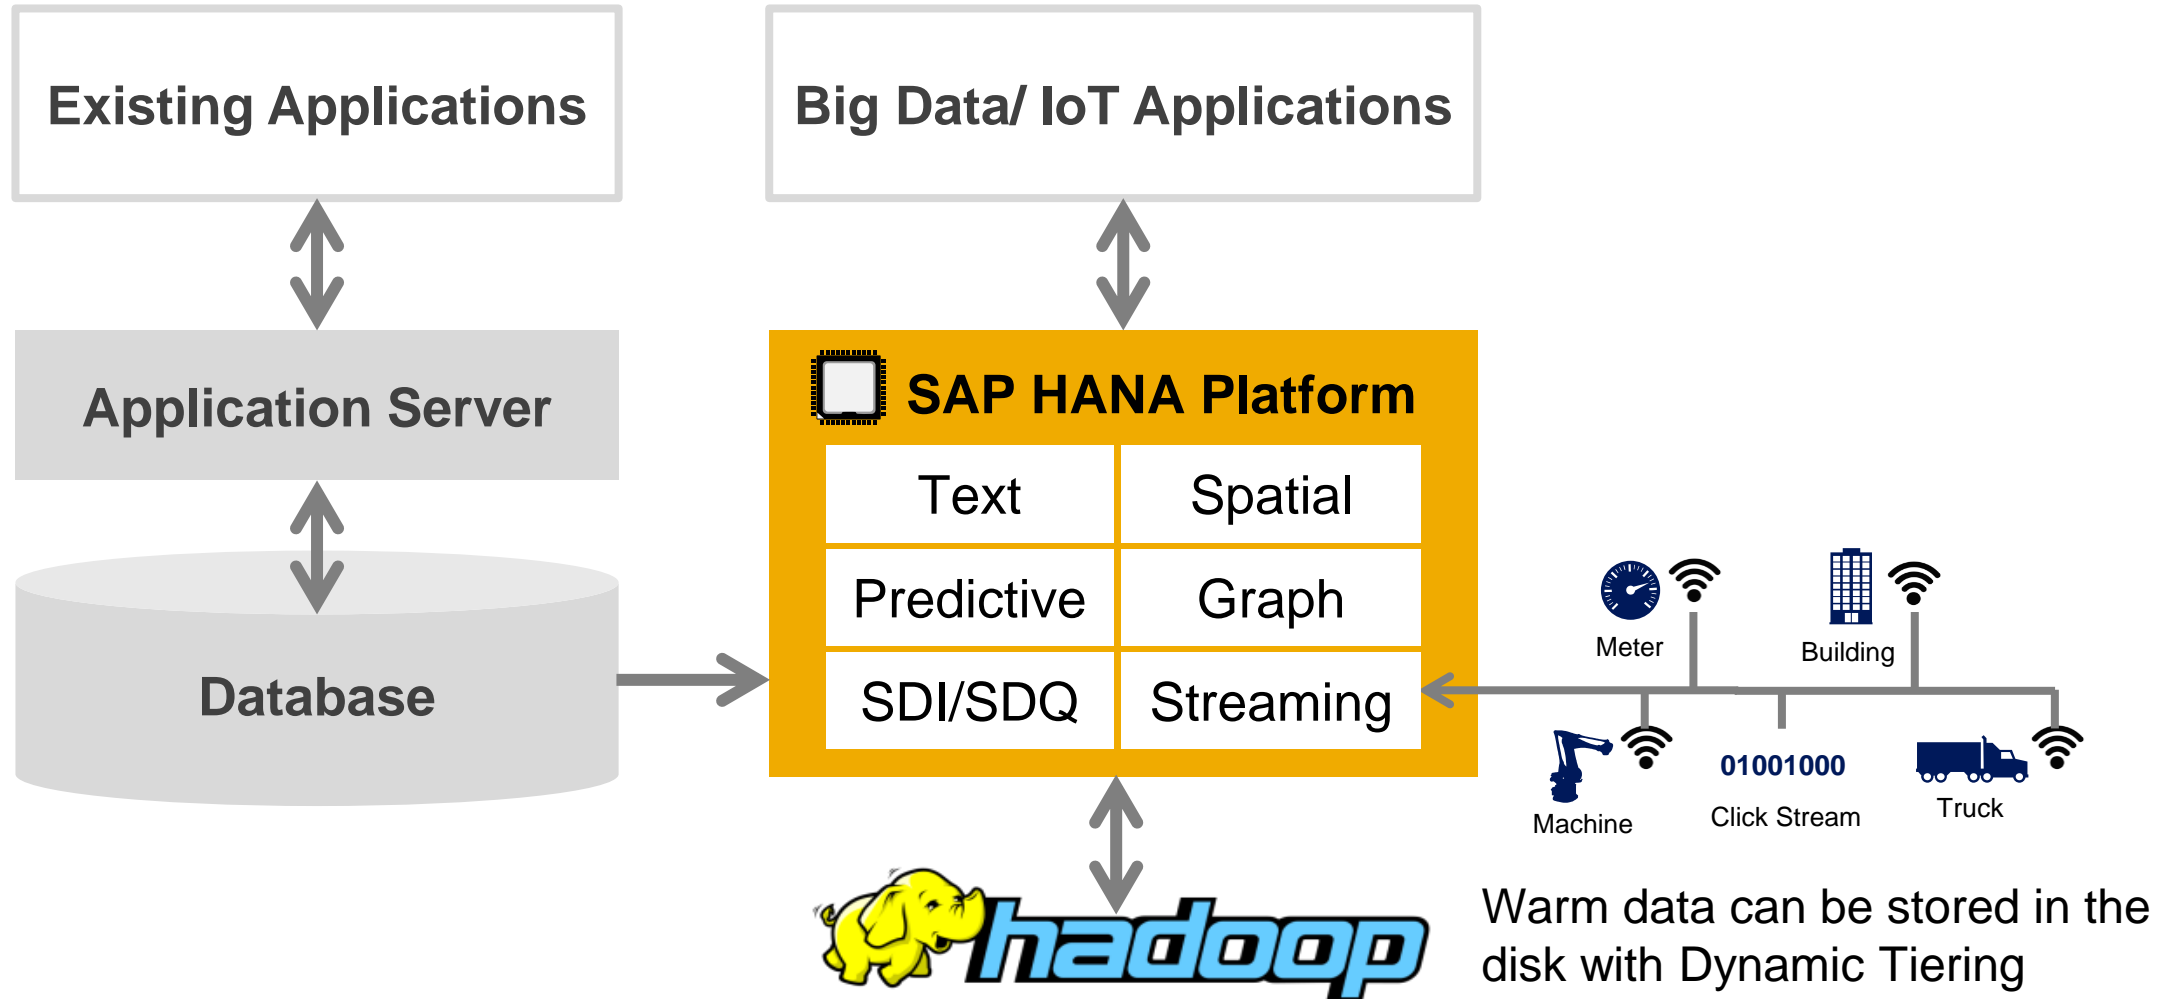 Existing Applications
Big Data/ IoT Applications
Application Server
SAP HANA Platform
Text
Spatial
Predictive
Graph
SDI/SDQ
Streaming
Database
Meter
Building
Machine
01001000
Click Stream
Truck
hadoop
Warm data can be stored in the
disk with Dynamic Tiering